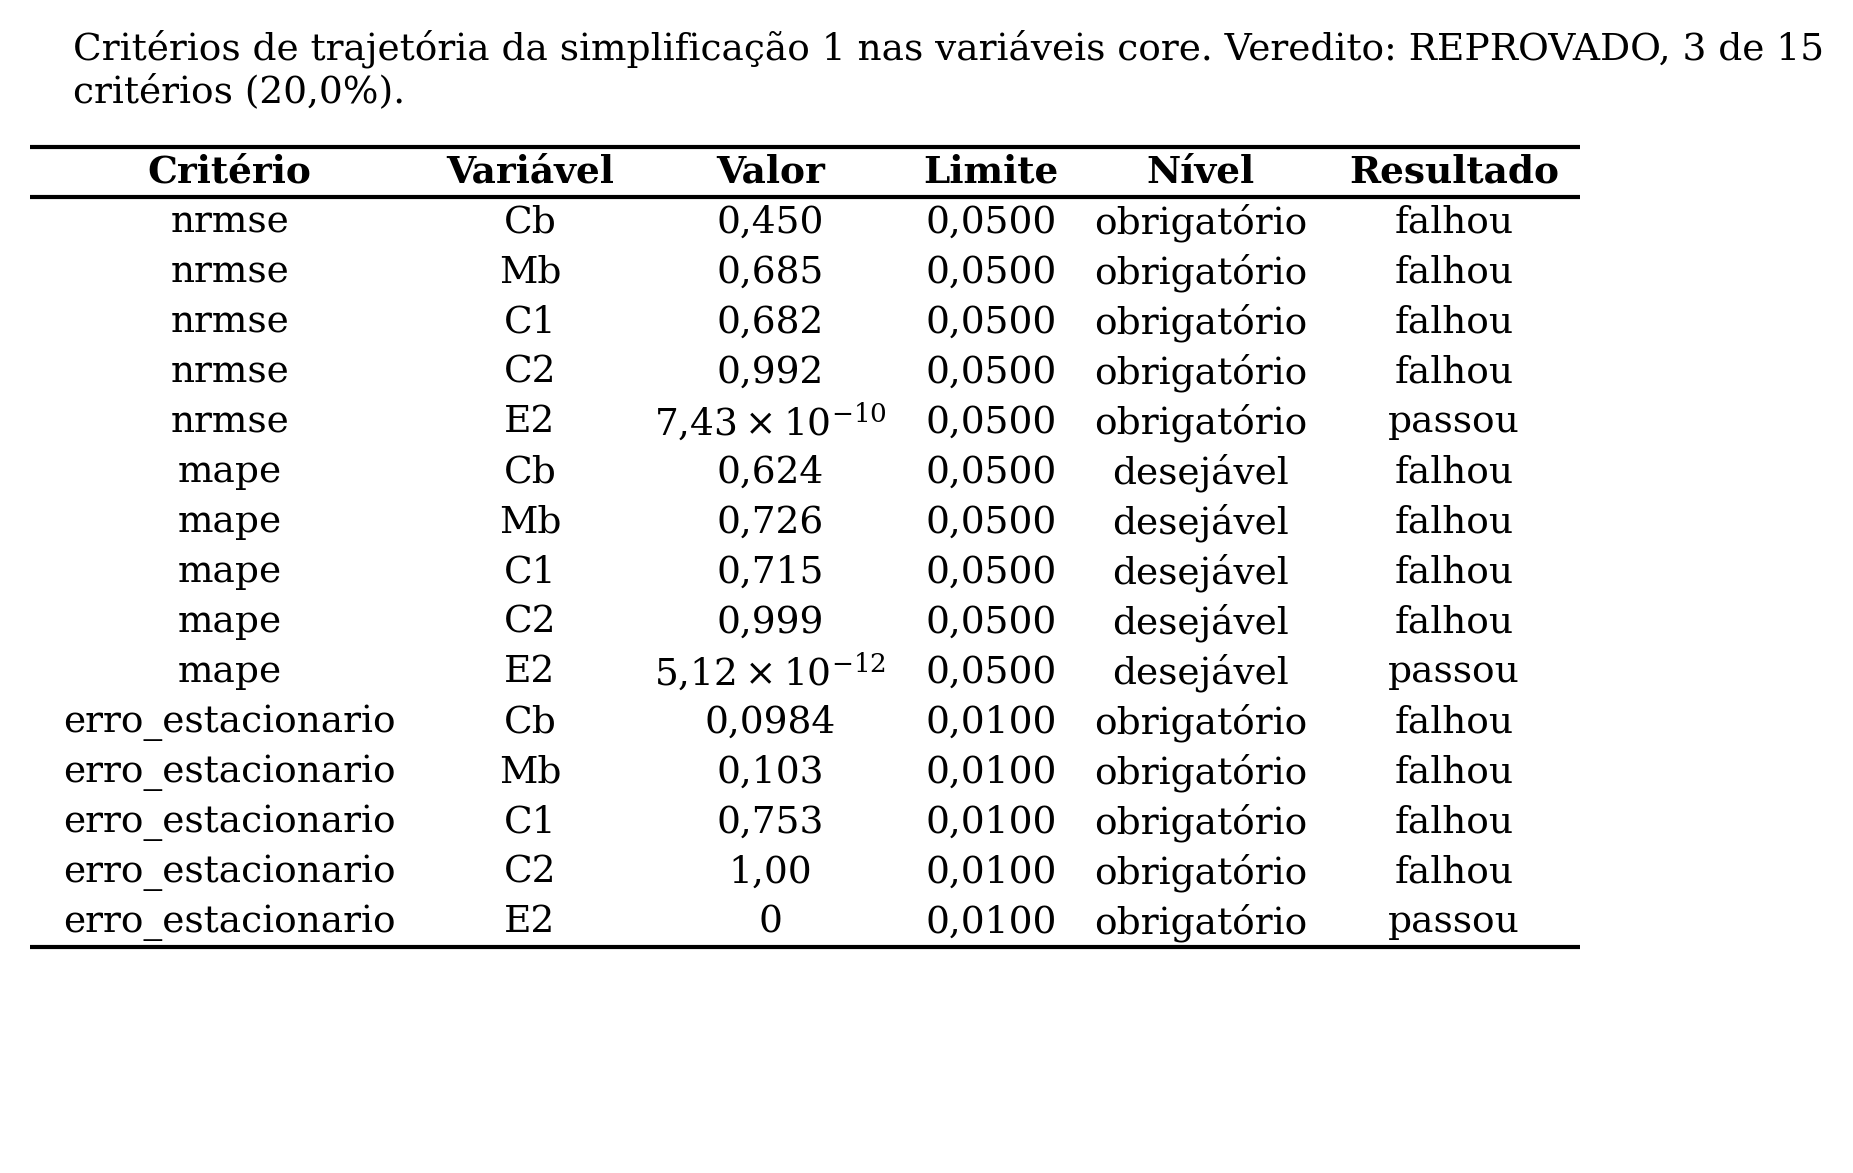 Critérios de trajetória da simplificação 1 nas variáveis core. Veredito: REPROVADO, 3 de 15
critérios (20,0%).
Critério Variável Valor Limite Nível Resultado
nrmse Cb 0,450 0,0500 obrigatório falhou
nrmse Mb 0,685 0,0500 obrigatório falhou
nrmse C1 0,682 0,0500 obrigatório falhou
nrmse C2 0,992 0,0500 obrigatório falhou
nrmse E2 7,43 × 10⁻¹⁰ 0,0500 obrigatório passou
mape Cb 0,624 0,0500 desejável falhou
mape Mb 0,726 0,0500 desejável falhou
mape C1 0,715 0,0500 desejável falhou
mape C2 0,999 0,0500 desejável falhou
mape E2 5,12 × 10⁻¹² 0,0500 desejável passou
erro_estacionario Cb 0,0984 0,0100 obrigatório falhou
erro_estacionario Mb 0,103 0,0100 obrigatório falhou
erro_estacionario C1 0,753 0,0100 obrigatório falhou
erro_estacionario C2 1,00 0,0100 obrigatório falhou
erro_estacionario E2 0 0,0100 obrigatório passou